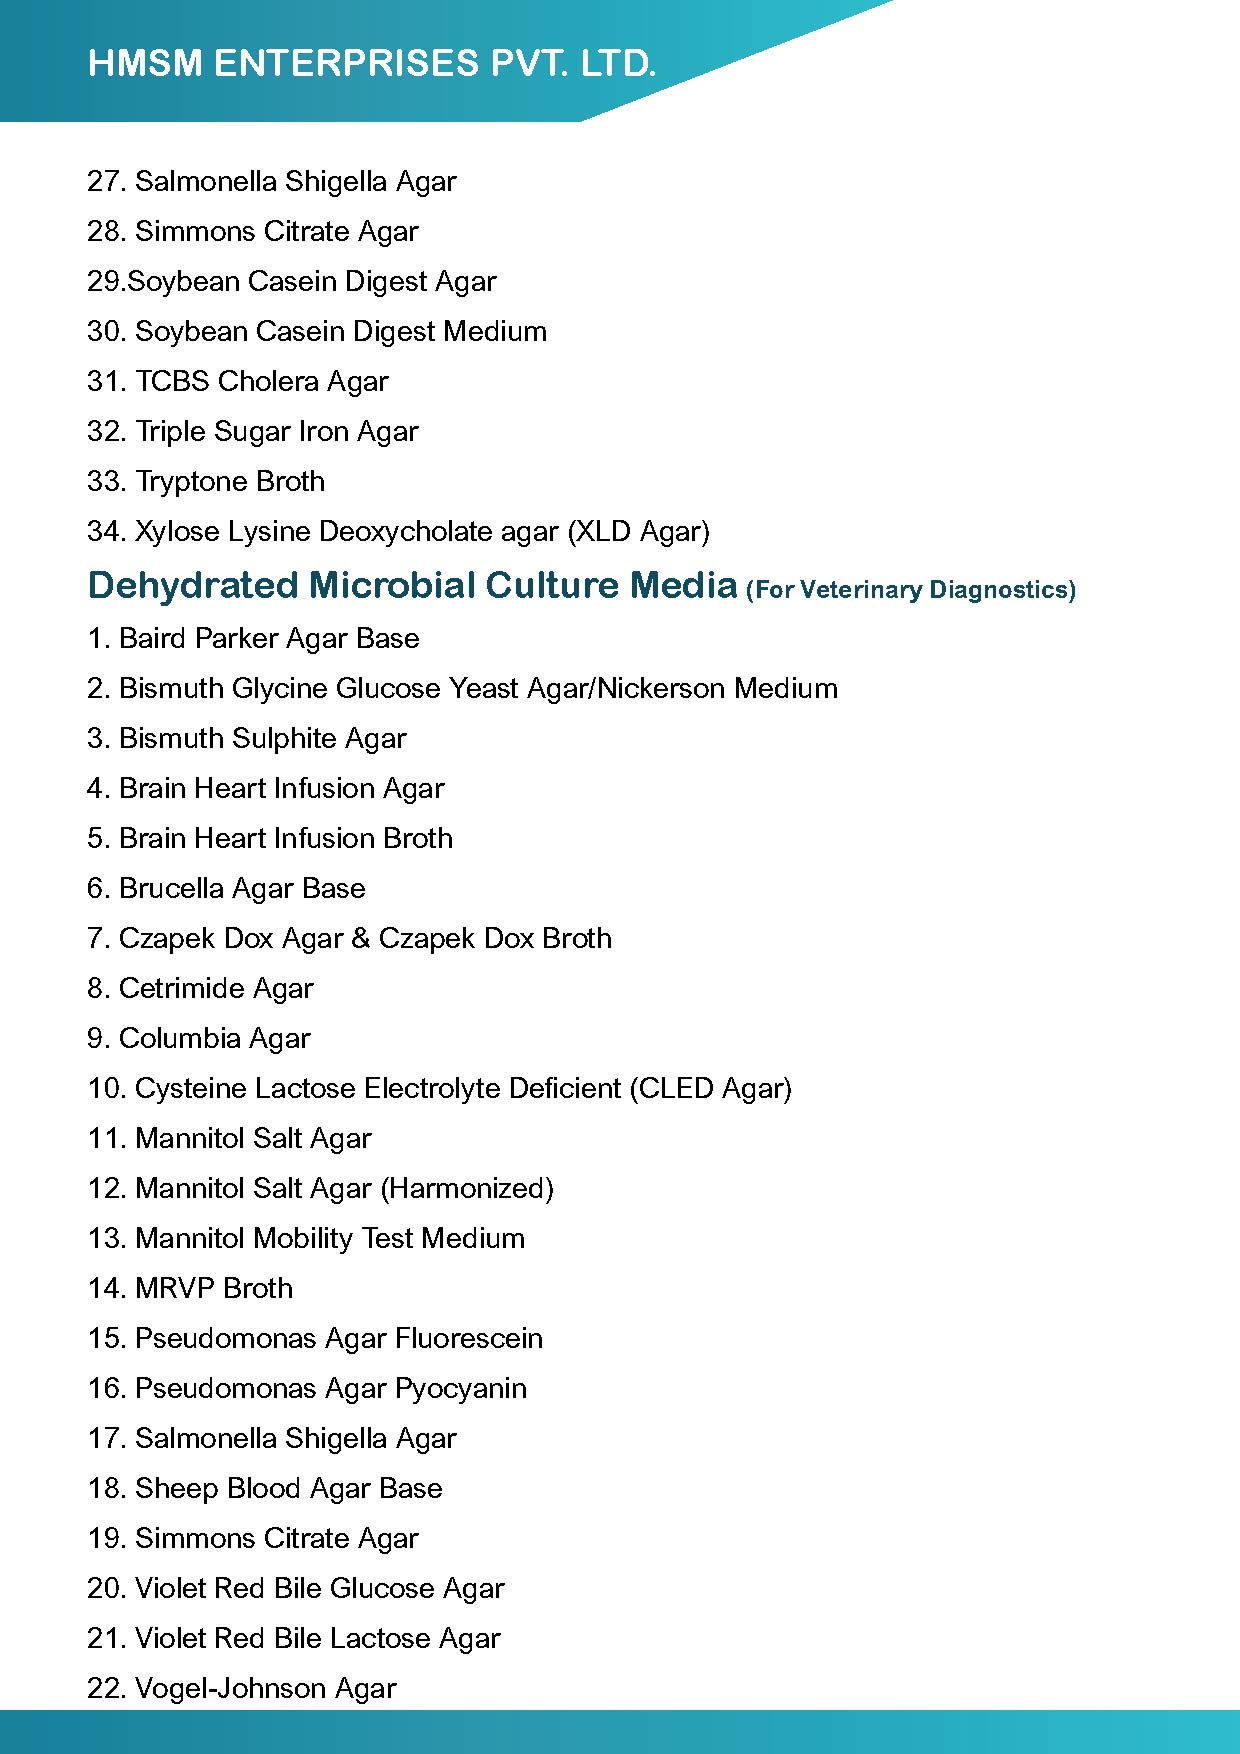 HMSM ENTERPRISES PVT. LTD.
27. Salmonella Shigella Agar
28. Simmons Citrate Agar
29.Soybean Casein Digest Agar
30. Soybean Casein Digest Medium
31. TCBS Cholera Agar
32. Triple Sugar Iron Agar
33. Tryptone Broth
34. Xylose Lysine Deoxycholate agar (XLD Agar)
Dehydrated Microbial Culture Media (For Veterinary Diagnostics)
1. Baird Parker Agar Base
2. Bismuth Glycine Glucose Yeast Agar/Nickerson Medium
3. Bismuth Sulphite Agar
4. Brain Heart Infusion Agar
5. Brain Heart Infusion Broth
6. Brucella Agar Base
7. Czapek Dox Agar & Czapek Dox Broth
8. Cetrimide Agar
9. Columbia Agar
10. Cysteine Lactose Electrolyte Deficient (CLED Agar)
11. Mannitol Salt Agar
12. Mannitol Salt Agar (Harmonized)
13. Mannitol Mobility Test Medium
14. MRVP Broth
15. Pseudomonas Agar Fluorescein
16. Pseudomonas Agar Pyocyanin
17. Salmonella Shigella Agar
18. Sheep Blood Agar Base
19. Simmons Citrate Agar
20. Violet Red Bile Glucose Agar
21. Violet Red Bile Lactose Agar
22. Vogel-Johnson Agar